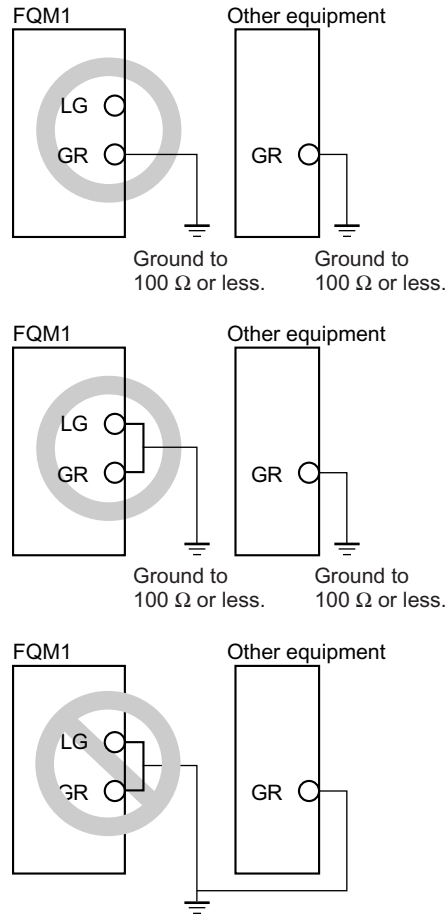 FQM1
Other equipment
LG
GR
GR
Ground to
100 Ω or less.
Ground to
100 Ω or less.
FQM1
Other equipment
LG
GR
GR
Ground to
100 Ω or less.
Ground to
100 Ω or less.
FQM1
Other equipment
LG
GR
GR